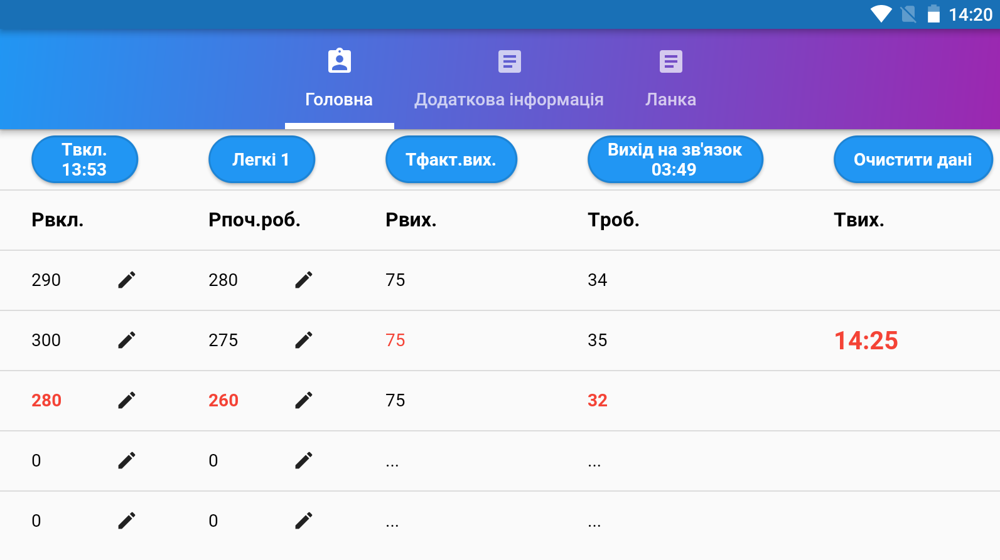 14:20
Головна
Додаткова інформація
Ланка
Твкл.
13:53
Легкі 1
Тфакт.вих.
Вихід на зв'язок
03:49
Очистити дані
Рвкл. Рпоч.роб. Рвих. Троб. Твих.
290 280 75 34
300 275 75 35 14:25
280 260 75 32
0 0 ... ...
0 0 ... ...